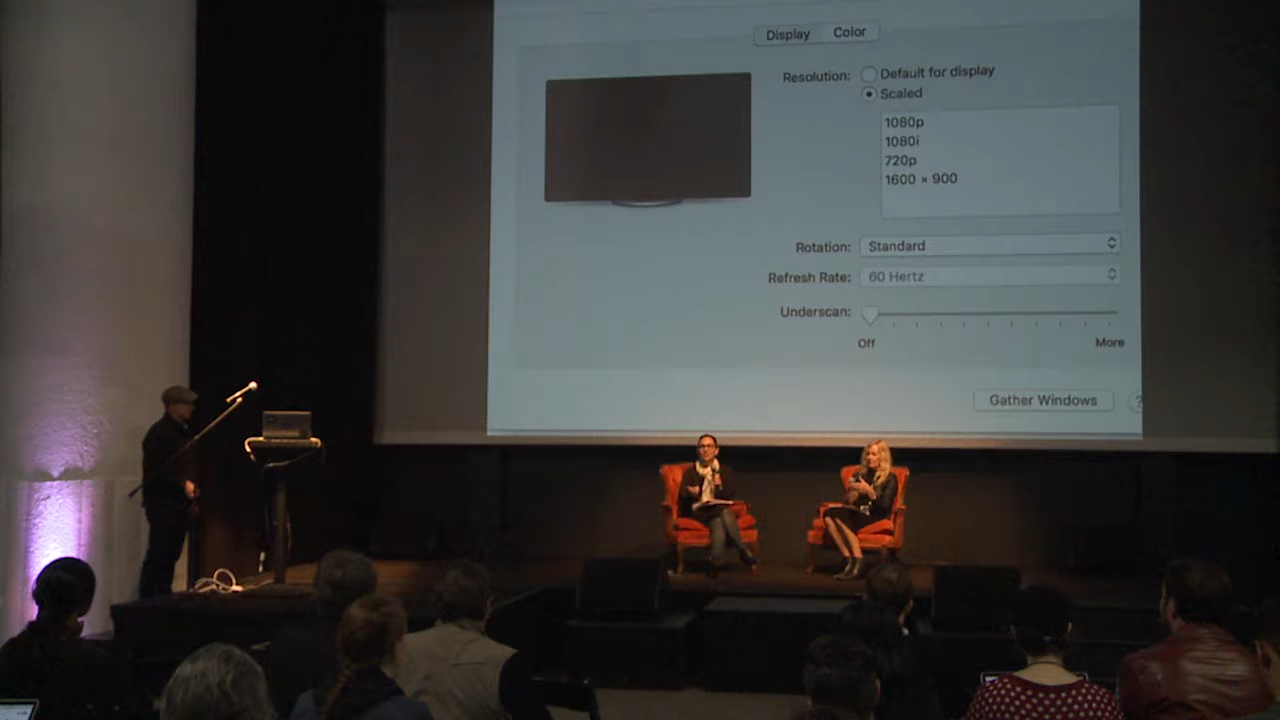 Display Color
Resolution: Default for display
Scaled
1080p
1080i
720p
1600 × 900
Rotation: Standard
Refresh Rate: 60 Hertz
Underscan:
Off More
Gather Windows ?